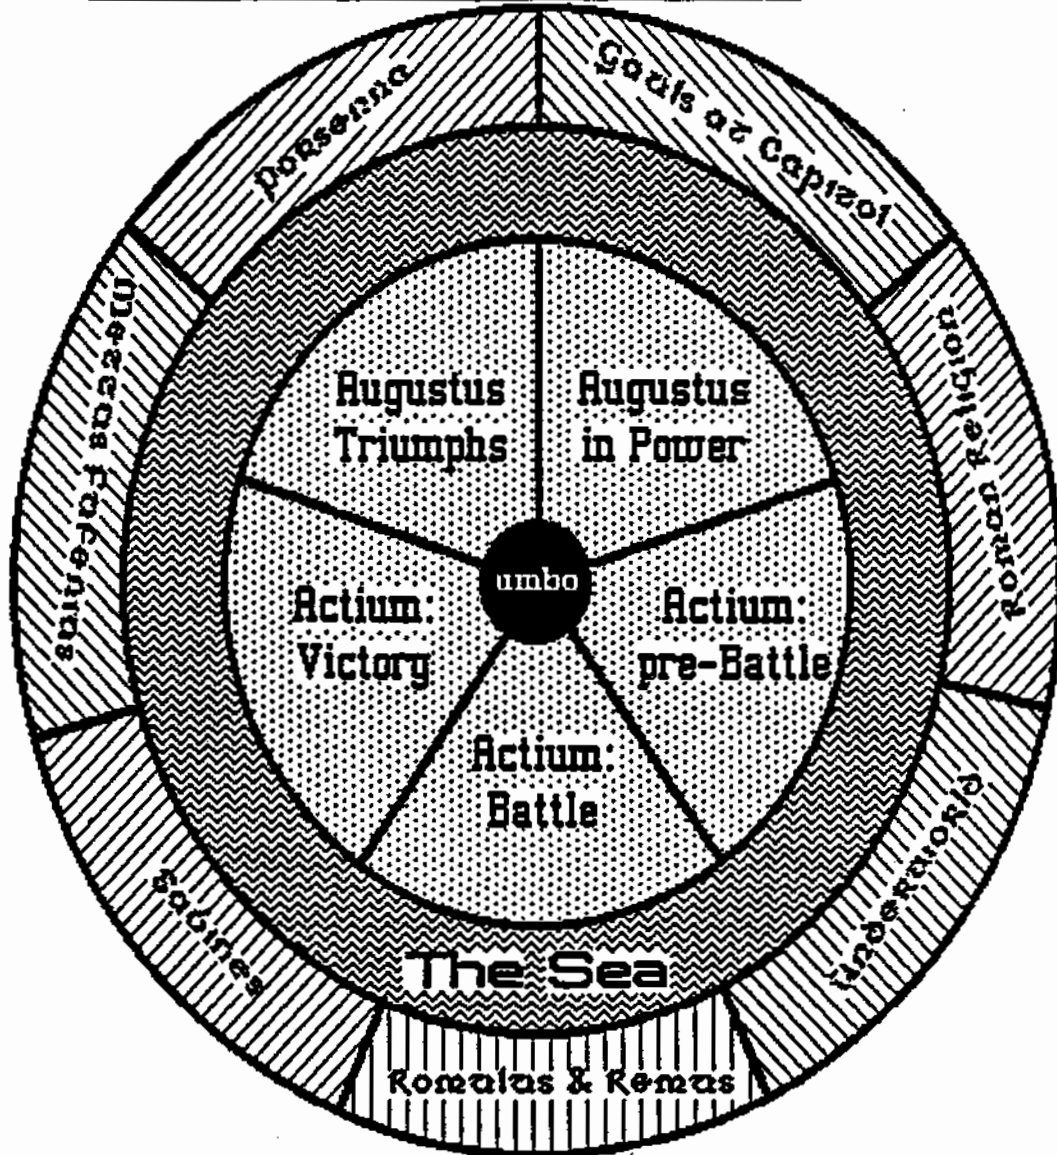 Porsenna
Gauls at Capitol
Mettus Fufetius
Roman Religion
Augustus
Triumphs
Augustus
in Power
umbo
Actium:
Victory
Actium:
pre-Battle
Actium:
Battle
Sabines
Underworld
The Sea
Romulus & Remus